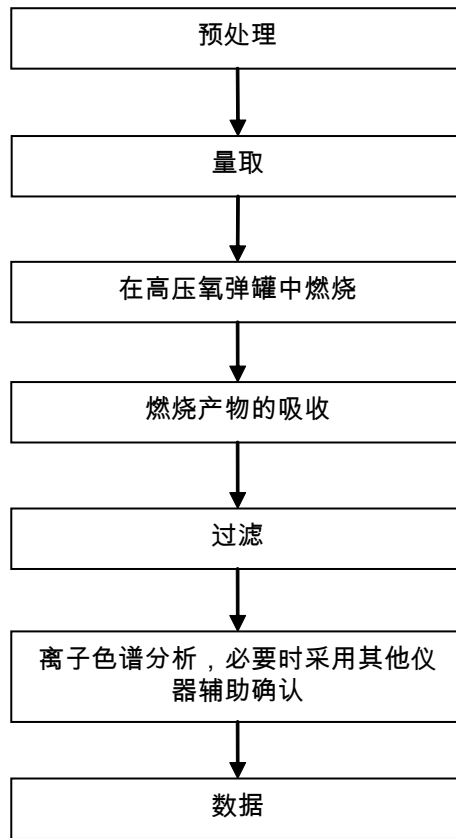 预处理
量取
在高压氧弹罐中燃烧
燃烧产物的吸收
过滤
离子色谱分析，必要时采用其他仪
器辅助确认
数据